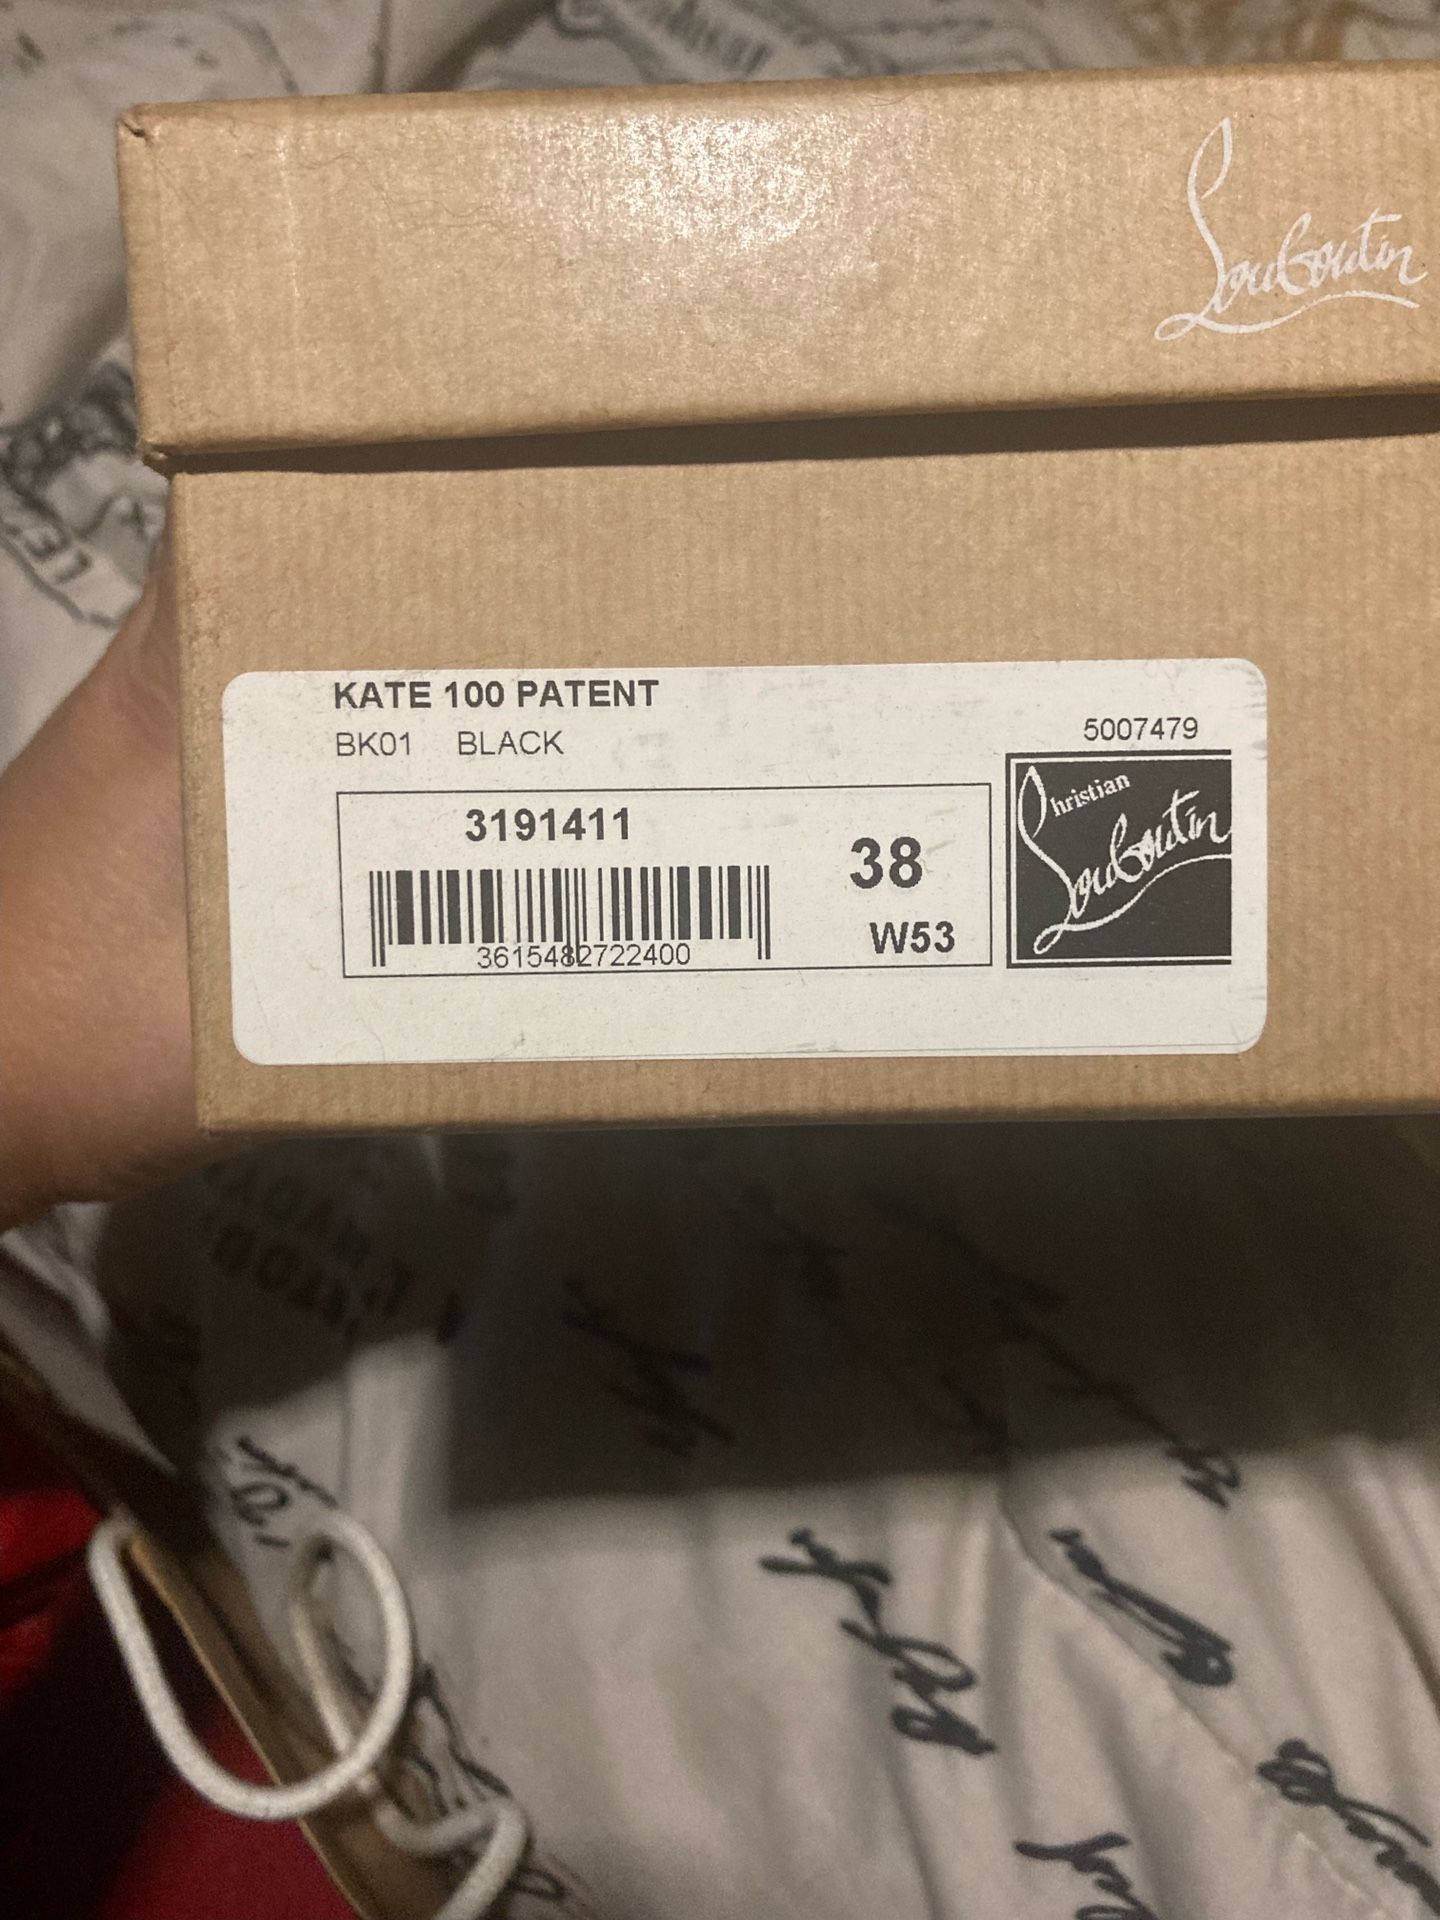 Louboutin
KATE 100 PATENT
BK01 BLACK
5007479
3191411
38
W53
3615482722400
Christian
Louboutin